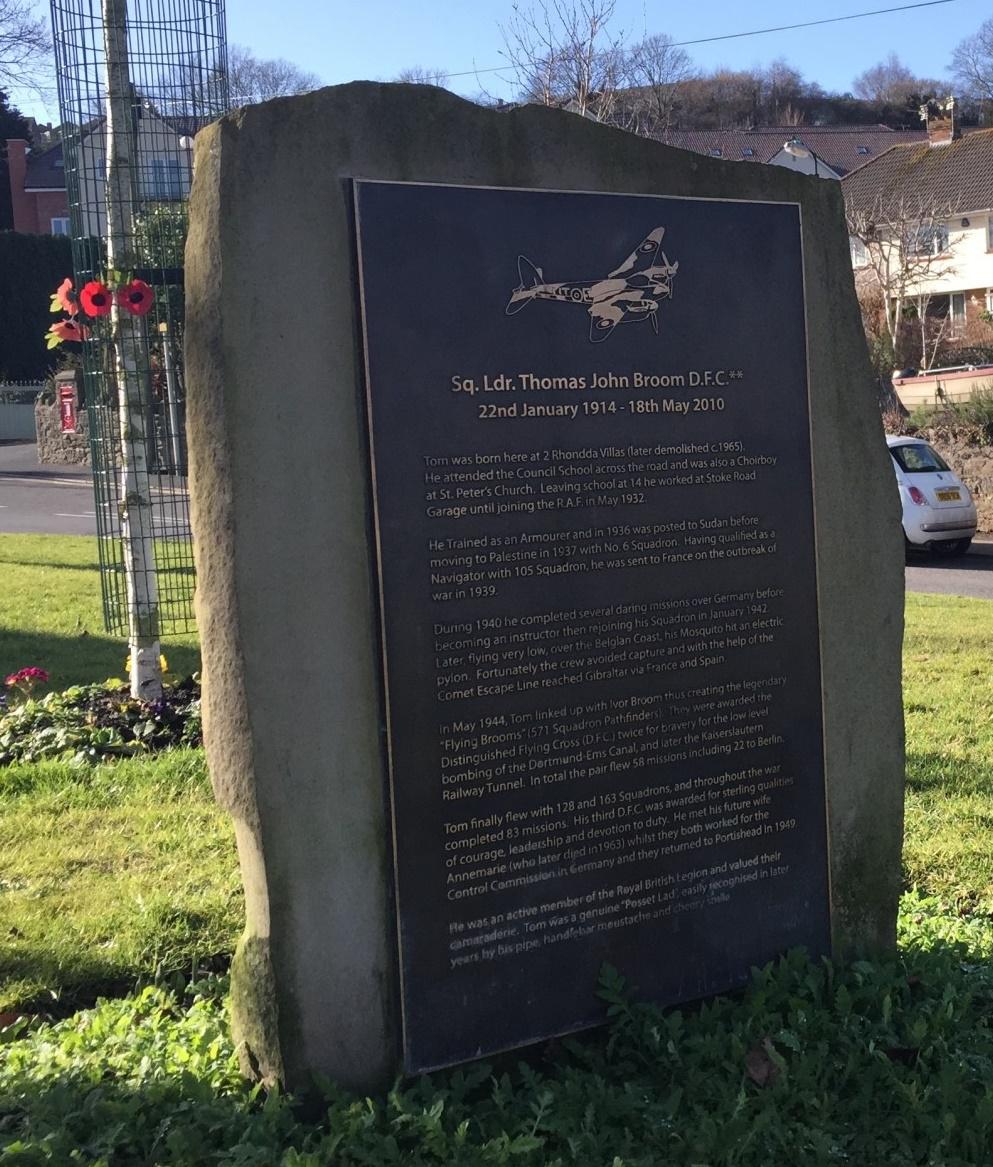 Sq. Ldr. Thomas John Broom D.F.C.**
22nd January 1914 - 18th May 2010
Tom was born here at 2 Rhondda Villas (later demolished c.1965).
He attended the Council School across the road and was also a Choirboy
at St. Peter's Church. Leaving school at 14 he worked at Stoke Road
Garage until joining the R.A.F. in May 1932.
He Trained as an Armourer and in 1936 was posted to Sudan before
moving to Palestine in 1937 with No. 6 Squadron. Having qualified as a
Navigator with 105 Squadron, he was sent to France on the outbreak of
war in 1939.
During 1940 he completed several daring missions over Germany before
becoming an instructor then rejoining his Squadron in January 1942.
Later, flying very low, over the Belgian Coast, his Mosquito hit an electric
pylon. Fortunately the crew avoided capture and with the help of the
Comet Escape Line reached Gibraltar via France and Spain.
In May 1944, Tom linked up with Ivor Broom thus creating the legendary
"Flying Brooms" (571 Squadron Pathfinders). They were awarded the
Distinguished Flying Cross (D.F.C.) twice for bravery for the low level
bombing of the Dortmund-Ems Canal, and later the Kaiserslautern
Railway Tunnel. In total the pair flew 58 missions including 22 to Berlin.
Tom finally flew with 128 and 163 Squadrons, and throughout the war
completed 83 missions. His third D.F.C. was awarded for sterling qualities
of courage, leadership and devotion to duty. He met his future wife
Annemarie (who later died in1963) whilst they both worked for the
Control Commission in Germany and they returned to Portishead in 1949.
He was an active member of the Royal British Legion and valued their
camaraderie. Tom was a genuine "Posset Lad", easily recognised in later
years by his pipe, handlebar moustache and cheery smile